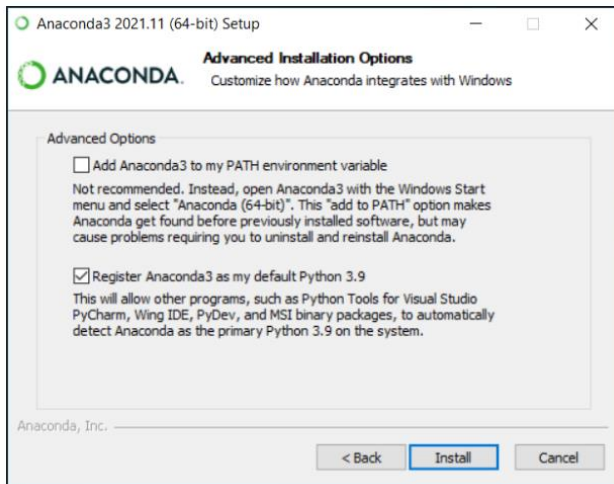 Anaconda3 2021.11 (64-bit) Setup
Advanced Installation Options
ANACONDA.
Customize how Anaconda integrates with Windows
Advanced Options
Add Anaconda3 to my PATH environment variable
Not recommended. Instead, open Anaconda3 with the Windows Start
menu and select "Anaconda (64-bit)". This "add to PATH" option makes
Anaconda get found before previously installed software, but may
cause problems requiring you to uninstall and reinstall Anaconda.
Register Anaconda3 as my default Python 3.9
This will allow other programs, such as Python Tools for Visual Studio
PyCharm, Wing IDE, PyDev, and MSI binary packages, to automatically
detect Anaconda as the primary Python 3.9 on the system.
Anaconda, Inc.
< Back
Install
Cancel